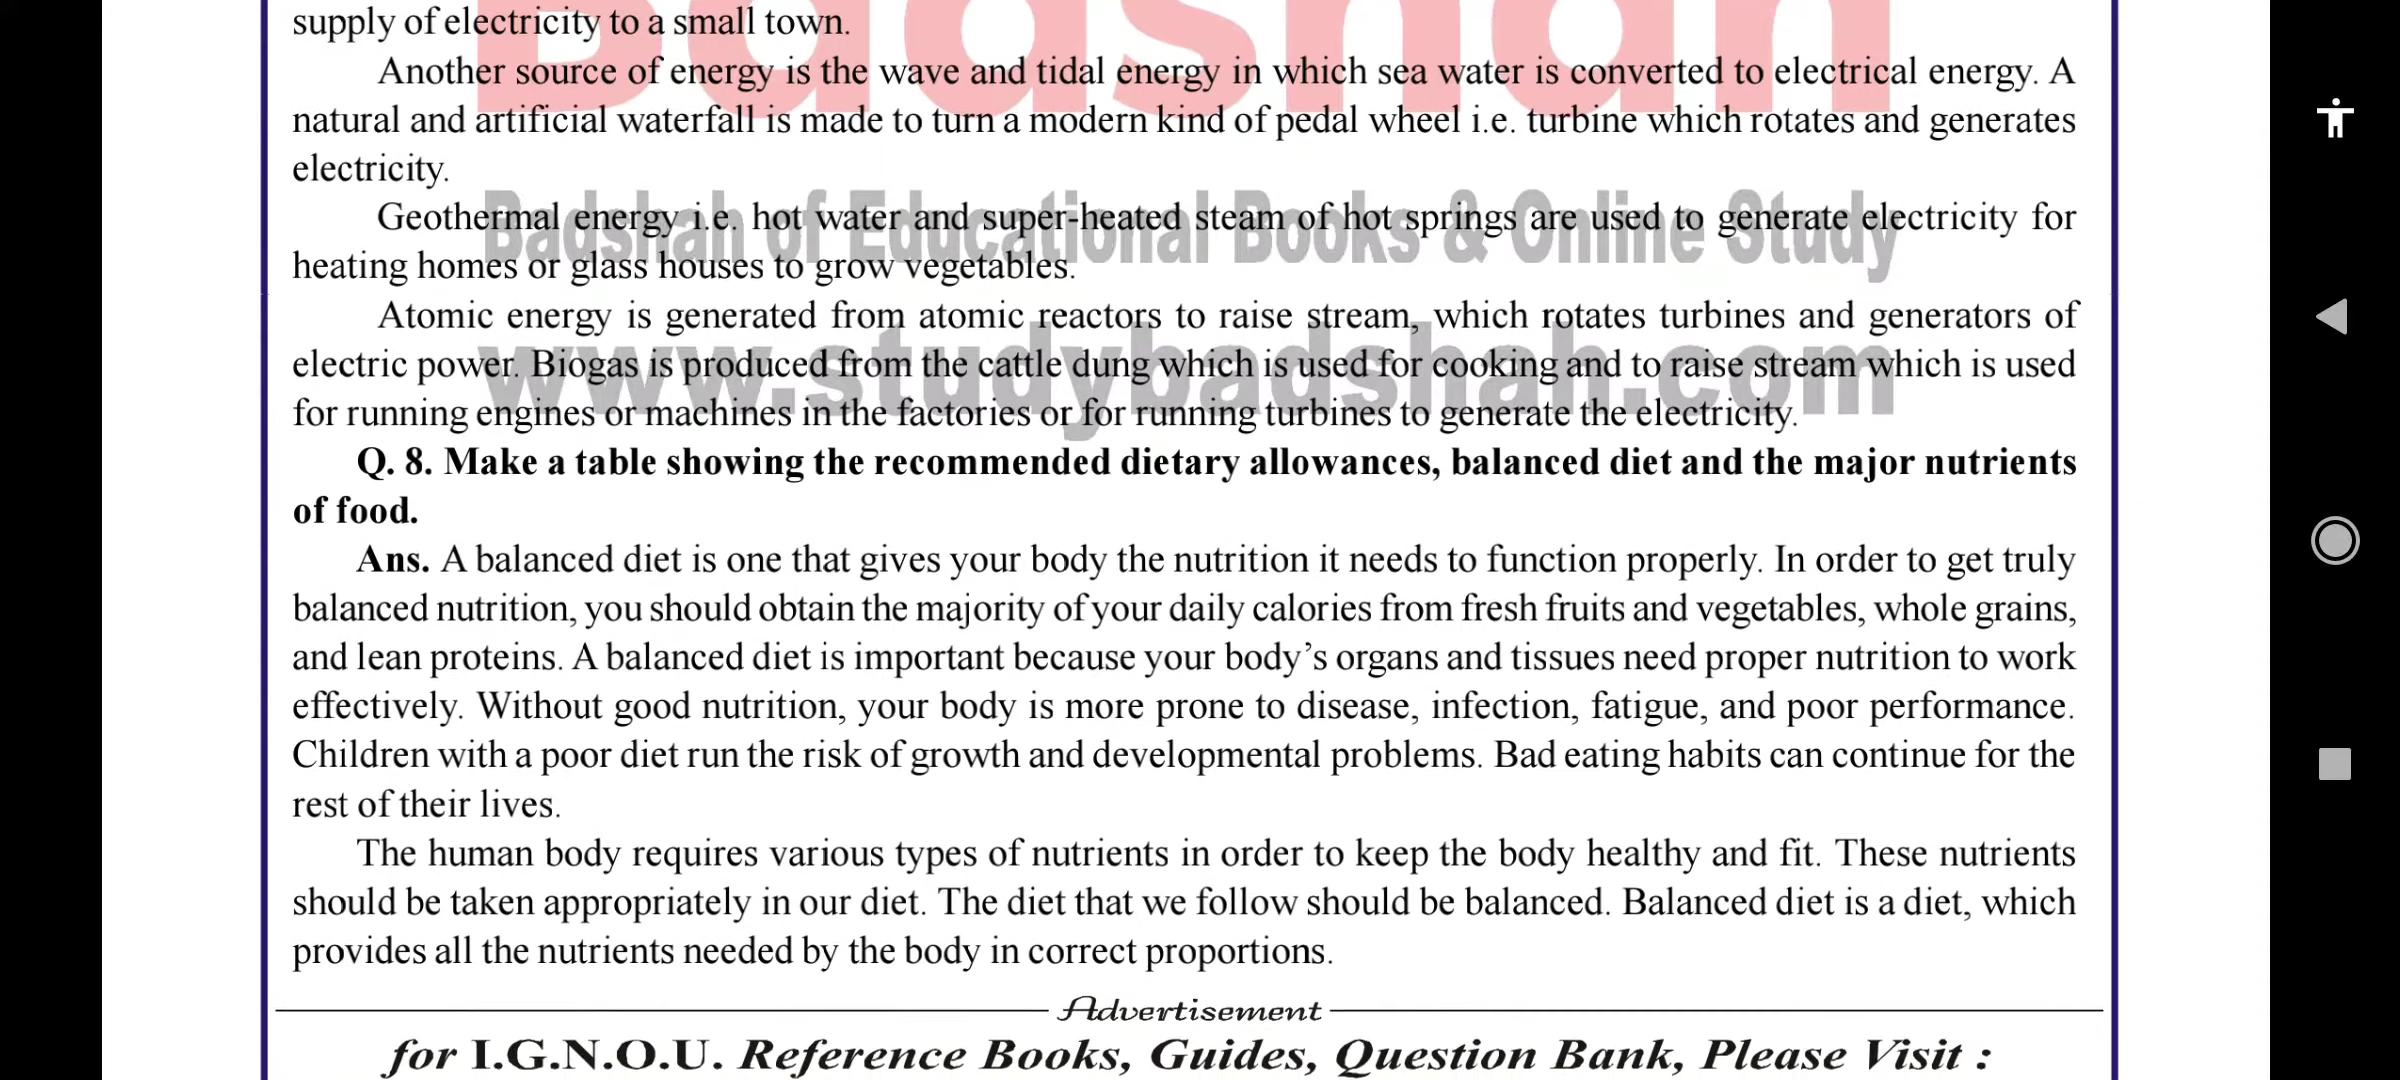 Badshah
supply of electricity to a small town.
Another source of energy is the wave and tidal energy in which sea water is converted to electrical energy. A
natural and artificial waterfall is made to turn a modern kind of pedal wheel i.e. turbine which rotates and generates
electricity.
Badshah of Educational Books & Online Study
Geothermal energy i.e. hot water and super-heated steam of hot springs are used to generate electricity for
heating homes or glass houses to grow vegetables.
Atomic energy is generated from atomic reactors to raise stream, which rotates turbines and generators of
www.studybadshah.com
electric power. Biogas is produced from the cattle dung which is used for cooking and to raise stream which is used
for running engines or machines in the factories or for running turbines to generate the electricity.
Q. 8. Make a table showing the recommended dietary allowances, balanced diet and the major nutrients
of food.
Ans. A balanced diet is one that gives your body the nutrition it needs to function properly. In order to get truly
balanced nutrition, you should obtain the majority of your daily calories from fresh fruits and vegetables, whole grains,
and lean proteins. A balanced diet is important because your body’s organs and tissues need proper nutrition to work
effectively. Without good nutrition, your body is more prone to disease, infection, fatigue, and poor performance.
Children with a poor diet run the risk of growth and developmental problems. Bad eating habits can continue for the
rest of their lives.
The human body requires various types of nutrients in order to keep the body healthy and fit. These nutrients
should be taken appropriately in our diet. The diet that we follow should be balanced. Balanced diet is a diet, which
provides all the nutrients needed by the body in correct proportions.
Advertisement
for I.G.N.O.U. Reference Books, Guides, Question Bank, Please Visit :